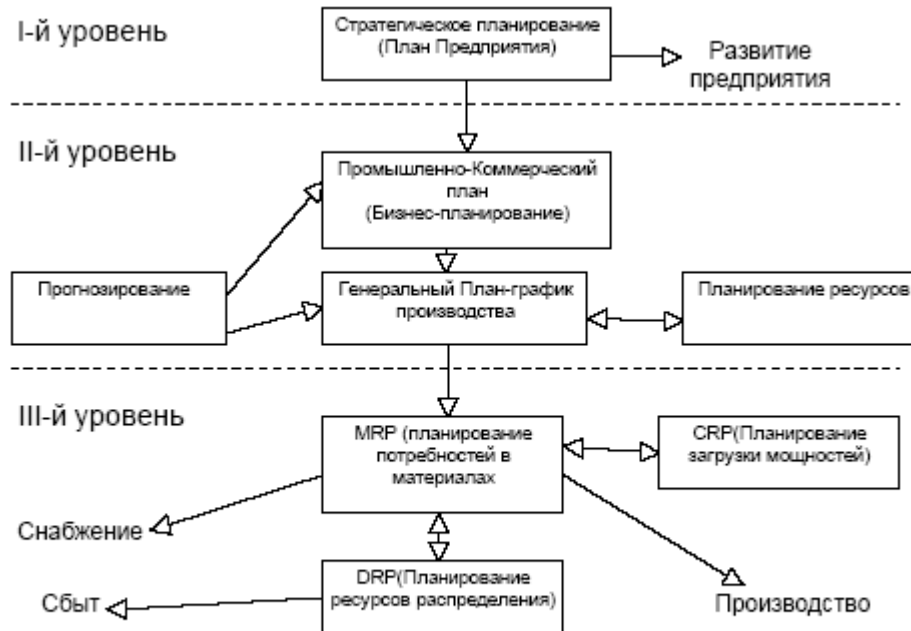 I-й уровень
Стратегическое планирование
(План Предприятия)
Развитие
предприятия
II-й уровень
Промышленно-Коммерческий
план
(Бизнес-планирование)
Прогнозирование
Генеральный План-график
производства
Планирование ресурсов
III-й уровень
MRP (планирование
потребностей в
материалах
CRP(Планирование
загрузки мощностей)
Снабжение
DRP(Планирование
ресурсов распределения)
Сбыт
Производство